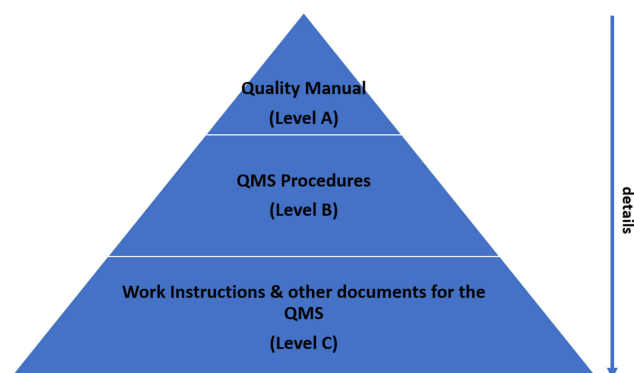 Quality Manual
(Level A)
QMS Procedures
(Level B)
Work Instructions & other documents for the
QMS
(Level C)
details